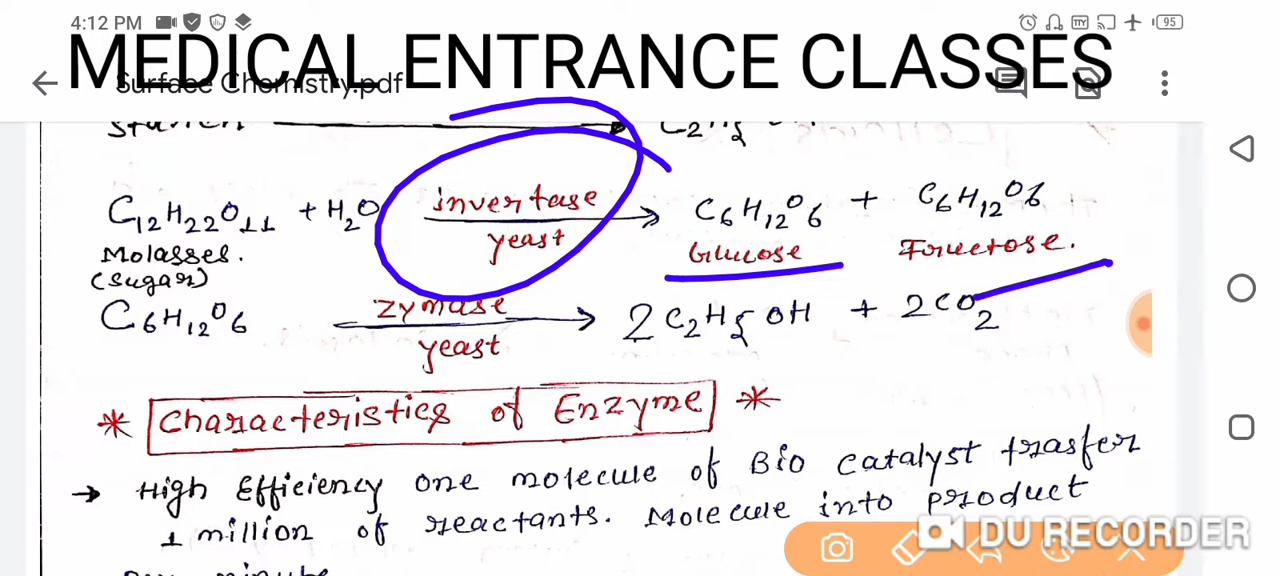 4:12 PM
95
MEDICAL ENTRANCE CLASSES
Surface Chemistry.pdf
C12H22O11 + H2O invertase yeast → C6H12O6 + C6H12O6
Molasses. Glucose Fructose.
(Sugar)
C6H12O6 zymase yeast → 2C2H5OH + 2CO2
* Characteristics of Enzyme *
→ High Efficiency one molecule of Bio catalyst trasfer
1 million of reactants. Molecule into product
DU RECORDER